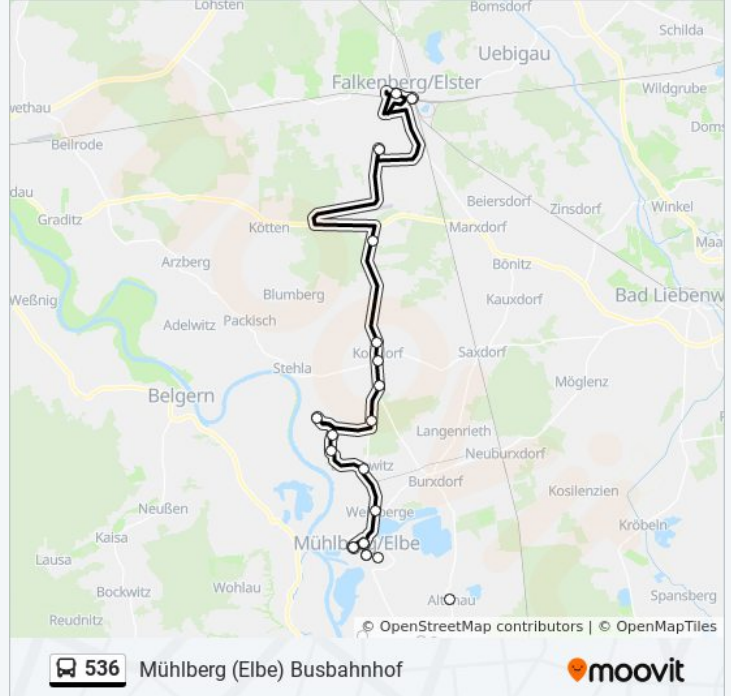 Lohsten
Bomsdorf
Schilda
Uebigau
Falkenberg/Elster
Wildgrube
wethau
Beilrode
Doms
dau
Graditz
Kötten
Beiersdorf
Zinsdorf
Winkel
Marxdorf
Maa
Arzberg
Bönitz
Weßnig
Blumberg
Kauxdorf
Bad Liebenw
Adelwitz
Packisch
Saxdorf
Stehla
Möglenz
Belgern
Langenrieth
Neuburxdorf
witz
Burxdorf
Kosilenzien
Neußen
Kröbeln
Kaisa
Mühlberg/Elbe
Lausa
Bockwitz
Wohlau
Spansberg
Reudnitz
© OpenStreetMap contributors | © OpenMapTiles
536 Mühlberg (Elbe) Busbahnhof moovit